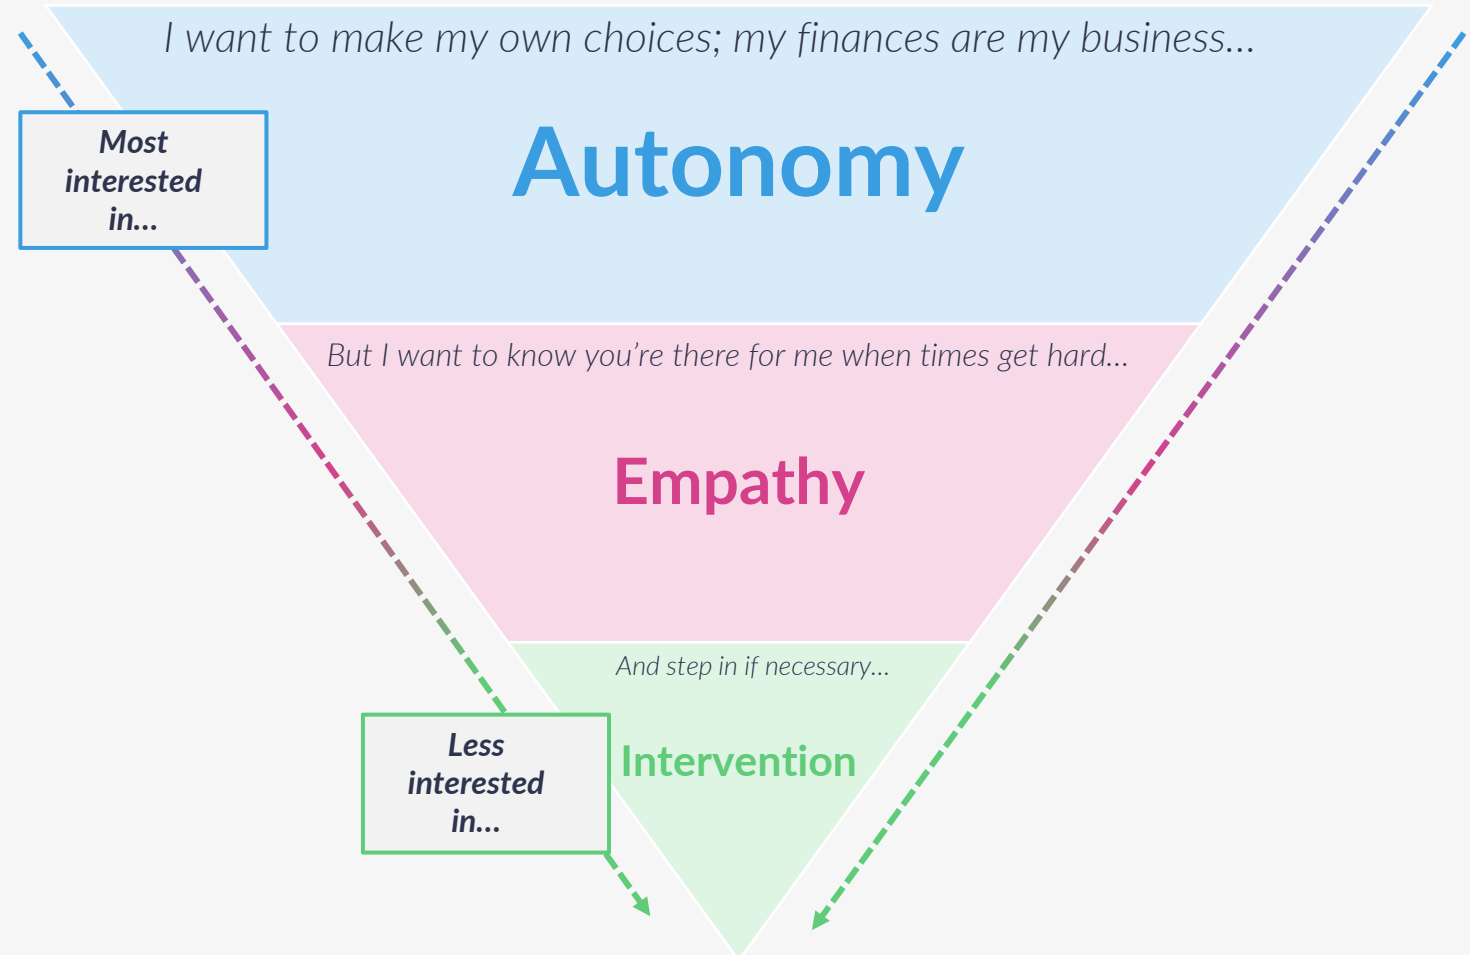 I want to make my own choices; my finances are my business...
Most
interested
in...
Autonomy
But I want to know you’re there for me when times get hard...
Empathy
And step in if necessary...
Less
interested
in...
Intervention